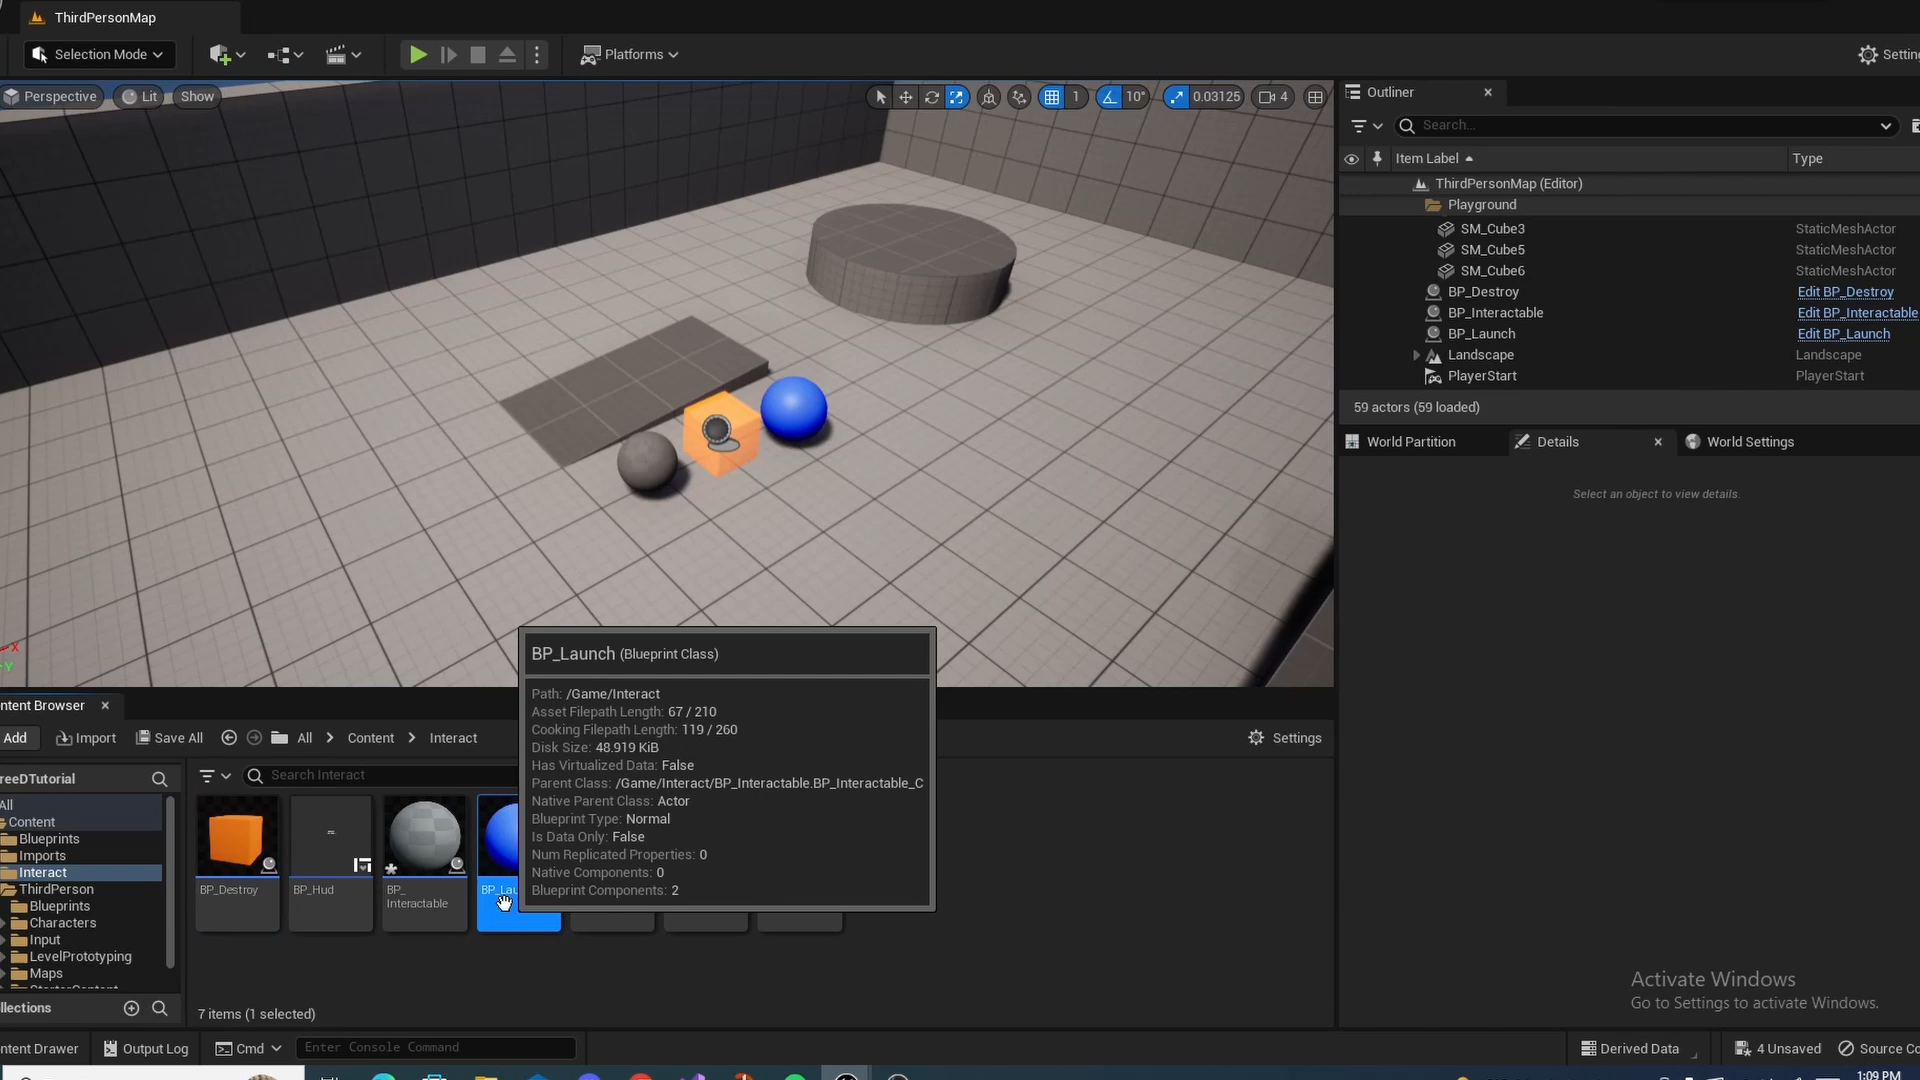 ThirdPersonMap
Selection Mode
Platforms
Settin
Perspective
Lit
Show
1
10°
0.03125
4
Outliner
Search...
Item Label
Type
ThirdPersonMap (Editor)
Playground
SM_Cube3 StaticMeshActor
SM_Cube5 StaticMeshActor
SM_Cube6 StaticMeshActor
BP_Destroy Edit BP_Destroy
BP_Interactable Edit BP_Interactable
BP_Launch Edit BP_Launch
Landscape Landscape
PlayerStart PlayerStart
59 actors (59 loaded)
World Partition
Details
World Settings
Select an object to view details.
X
Y
BP_Launch (Blueprint Class)
Path: /Game/Interact
Asset Filepath Length: 67 / 210
Cooking Filepath Length: 119 / 260
Disk Size: 48.919 KiB
Has Virtualized Data: False
Parent Class: /Game/Interact/BP_Interactable.BP_Interactable_C
Native Parent Class: Actor
Blueprint Type: Normal
Is Data Only: False
Num Replicated Properties: 0
Native Components: 0
Blueprint Components: 2
ntent Browser
Add
Import
Save All
All
Content
Interact
Settings
reeDTutorial
Search Interact
All
Content
Blueprints
Imports
Interact
ThirdPerson
Blueprints
Characters
Input
LevelPrototyping
Maps
BP_Destroy
BP_Hud
BP_
Interactable
BP_Lau
llections
7 items (1 selected)
Activate Windows
Go to Settings to activate Windows.
ntent Drawer
Output Log
Cmd
Enter Console Command
Derived Data
4 Unsaved
Source Co
1:09 PM